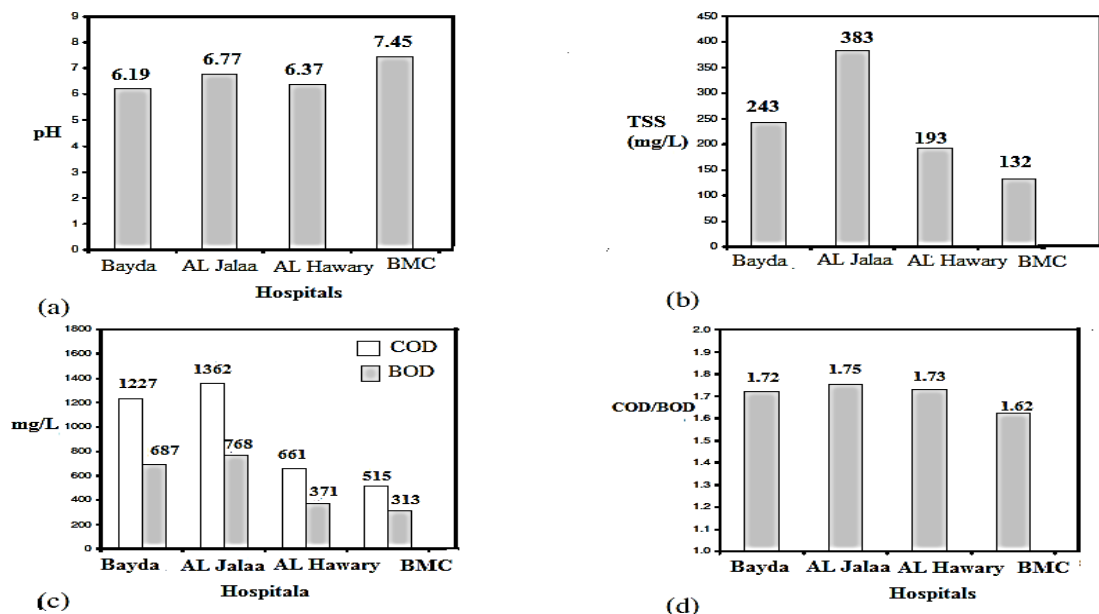 9
8
7
6
5
4
3
2
1
0
pH
6.19
6.77
6.37
7.45
Bayda
AL Jalaa
AL Hawary
BMC
Hospitals
(a)
450
400
350
300
250
200
150
100
50
0
TSS
(mg/L)
243
383
193
132
Bayda
AL Jalaa
AL Hawary
BMC
(b)
1800
1600
1400
1200
1000
800
600
400
200
0
mg/L
COD
BOD
1227
687
1362
768
661
371
515
313
Bayda
AL Jalaa
AL Hawary
BMC
Hospitala
(c)
2.0
1.9
1.8
1.7
1.6
1.5
1.4
1.3
1.2
1.1
1.0
COD/BOD
1.72
1.75
1.73
1.62
Bayda
AL Jalaa
AL Hawary
BMC
Hospitals
(d)